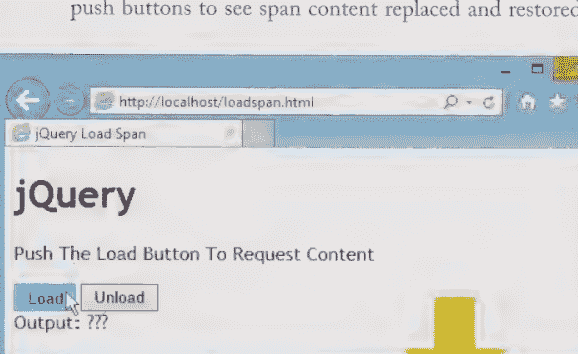 push buttons to see span content replaced and restored
http://localhost/loadspan.html
jQuery Load Span
jQuery
Push The Load Button To Request Content
Load Unload
Output: ???